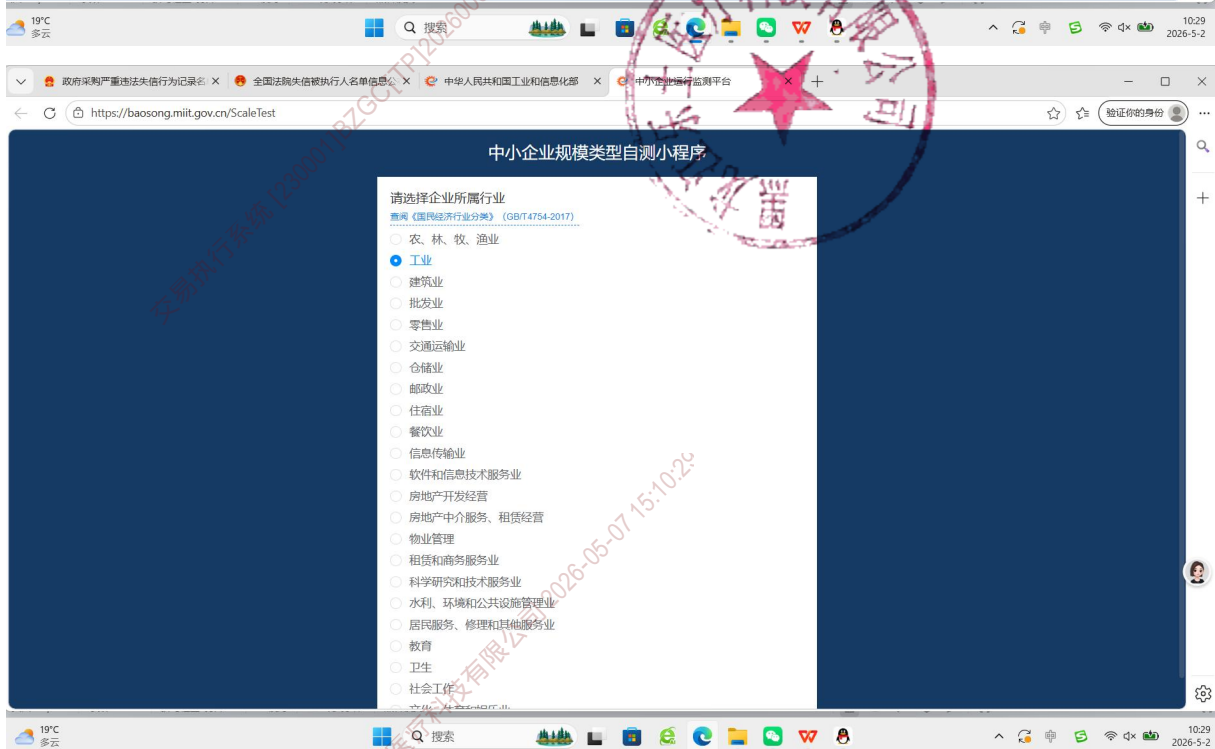 19°C
多云
搜索
10:29
2026-5-2
政府采购严重违法失信行为记录名
全国法院失信被执行人名单信息公
中华人民共和国工业和信息化部
中小企业运行监测平台
https://baosong.miit.gov.cn/ScaleTest
验证你的身份
中小企业规模类型自测小程序
请选择企业所属行业
查阅《国民经济行业分类》（GB/T4754-2017）
农、林、牧、渔业
工业
建筑业
批发业
零售业
交通运输业
仓储业
邮政业
住宿业
餐饮业
信息传输业
软件和信息技术服务业
房地产开发经营
房地产中介服务、租赁经营
物业管理
租赁和商务服务业
科学研究和技术服务业
水利、环境和公共设施管理业
居民服务、修理和其他服务业
教育
卫生
社会工作
文化、体育和娱乐业
19°C
多云
搜索
10:29
2026-5-2